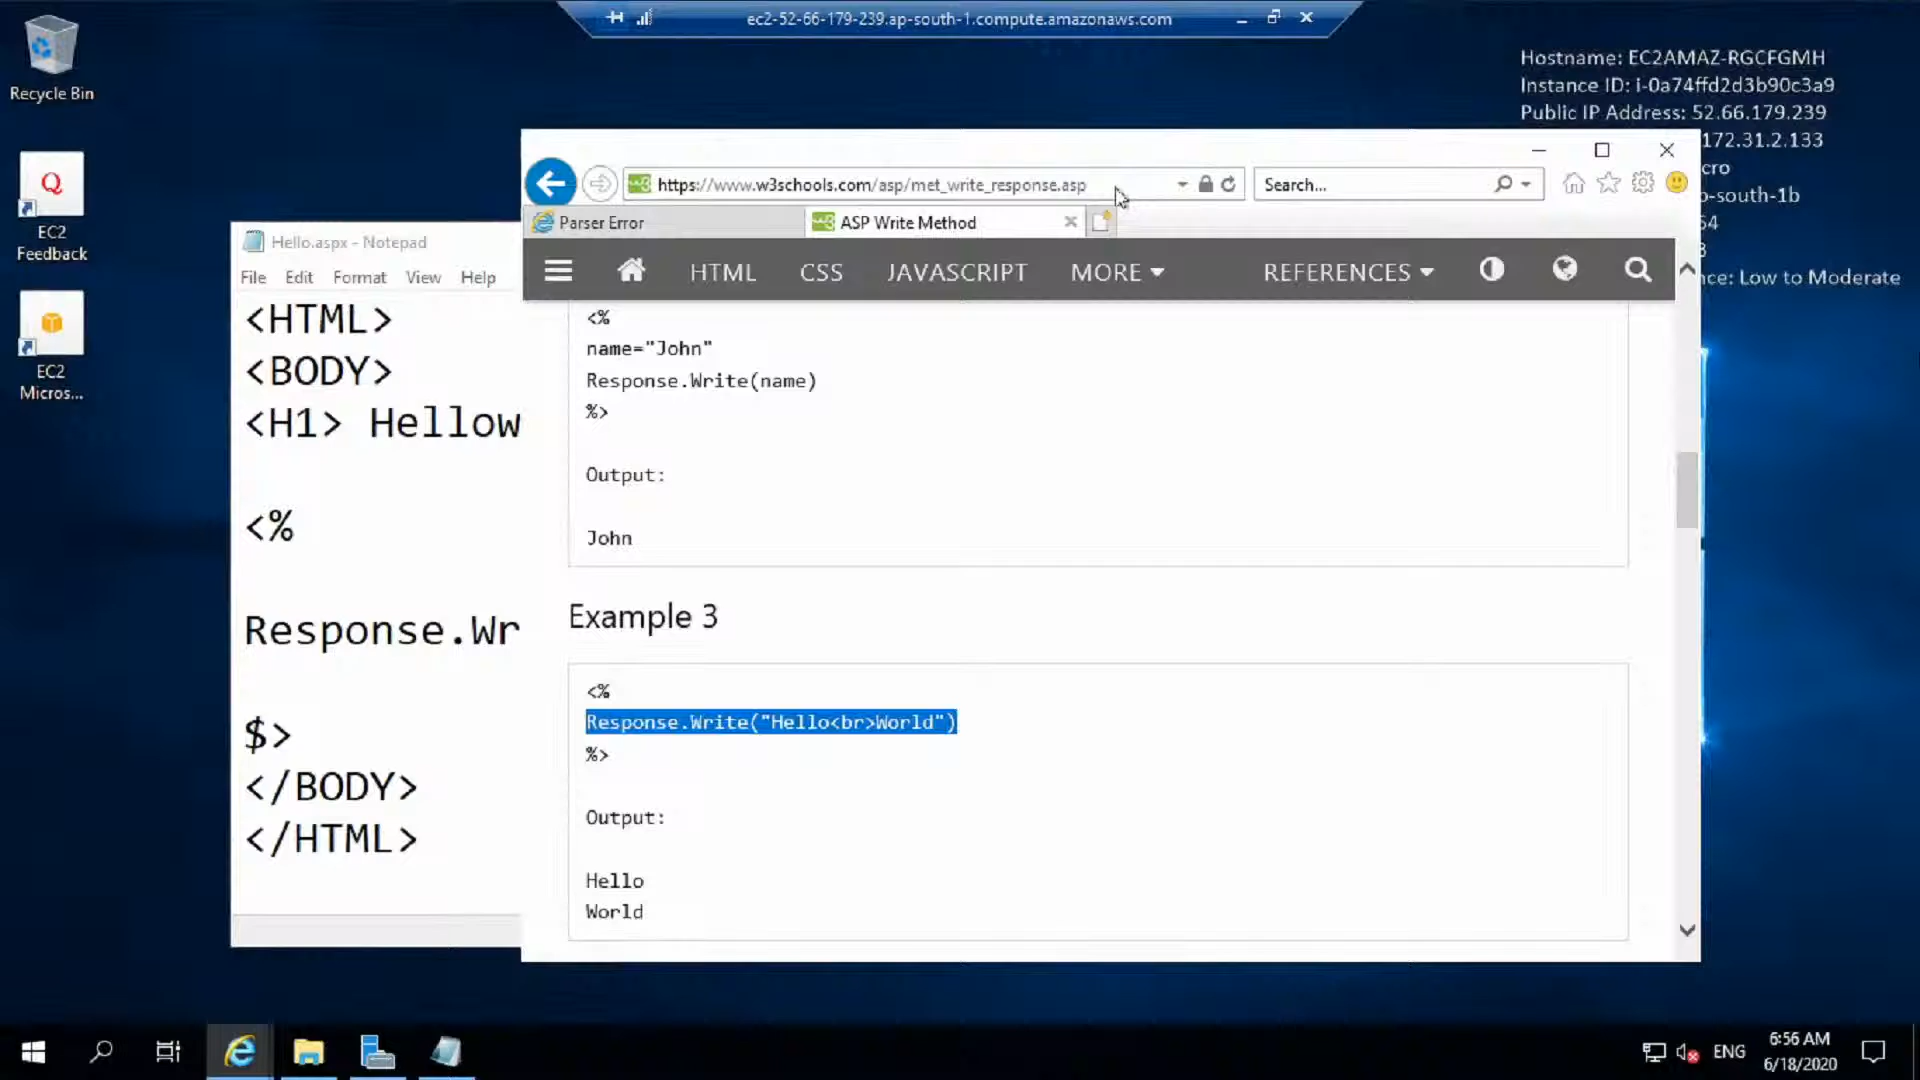 ec2-52-66-179-239.ap-south-1.compute.amazonaws.com
Recycle Bin
EC2
Feedback
EC2
Micros...
Hostname: EC2AMAZ-RGCFGMH
Instance ID: i-0a74ffd2d3b90c3a9
Public IP Address: 52.66.179.239
172.31.2.133
cro
o-south-1b
64
nce: Low to Moderate
https://www.w3schools.com/asp/met_write_response.asp
Search...
Parser Error
ASP Write Method
HTML
CSS
JAVASCRIPT
MORE
REFERENCES
Hello.aspx - Notepad
File Edit Format View Help
<HTML>
<BODY>
<H1> Hellow
<%
Response.Wr
$>
</BODY>
</HTML>
<%
name="John"
Response.Write(name)
%>
Output:
John
Example 3
<%
Response.Write("Hello<br>World")
%>
Output:
Hello
World
ENG
6:56 AM
6/18/2020